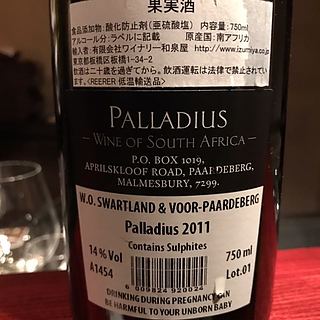 果実酒
食品添加物:酸化防止剤(亜硫酸塩) 内容量:750ml
アルコール分:ラベルに記載 原産国:南アフリカ
輸入者:有限会社ワイナリー和泉屋 http://www.izumiya.co.jp
東京都板橋区板橋1-34-2
飲酒は二十歳を過ぎてから。飲酒運転は法律で禁止されています。
<REERER 低温輸送品>
PALLADIUS
— WINE OF SOUTH AFRICA —
P.O. BOX 1019,
APRILSKLOOF ROAD, PAARDEBERG,
MALMESBURY, 7299.
W.O. SWARTLAND & VOOR-PAARDEBERG
Palladius 2011
14% Vol Contains Sulphites 750 ml
A1454 Lot.01
6 009824 920024
DRINKING DURING PREGNANCY CAN
BE HARMFUL TO YOUR UNBORN BABY